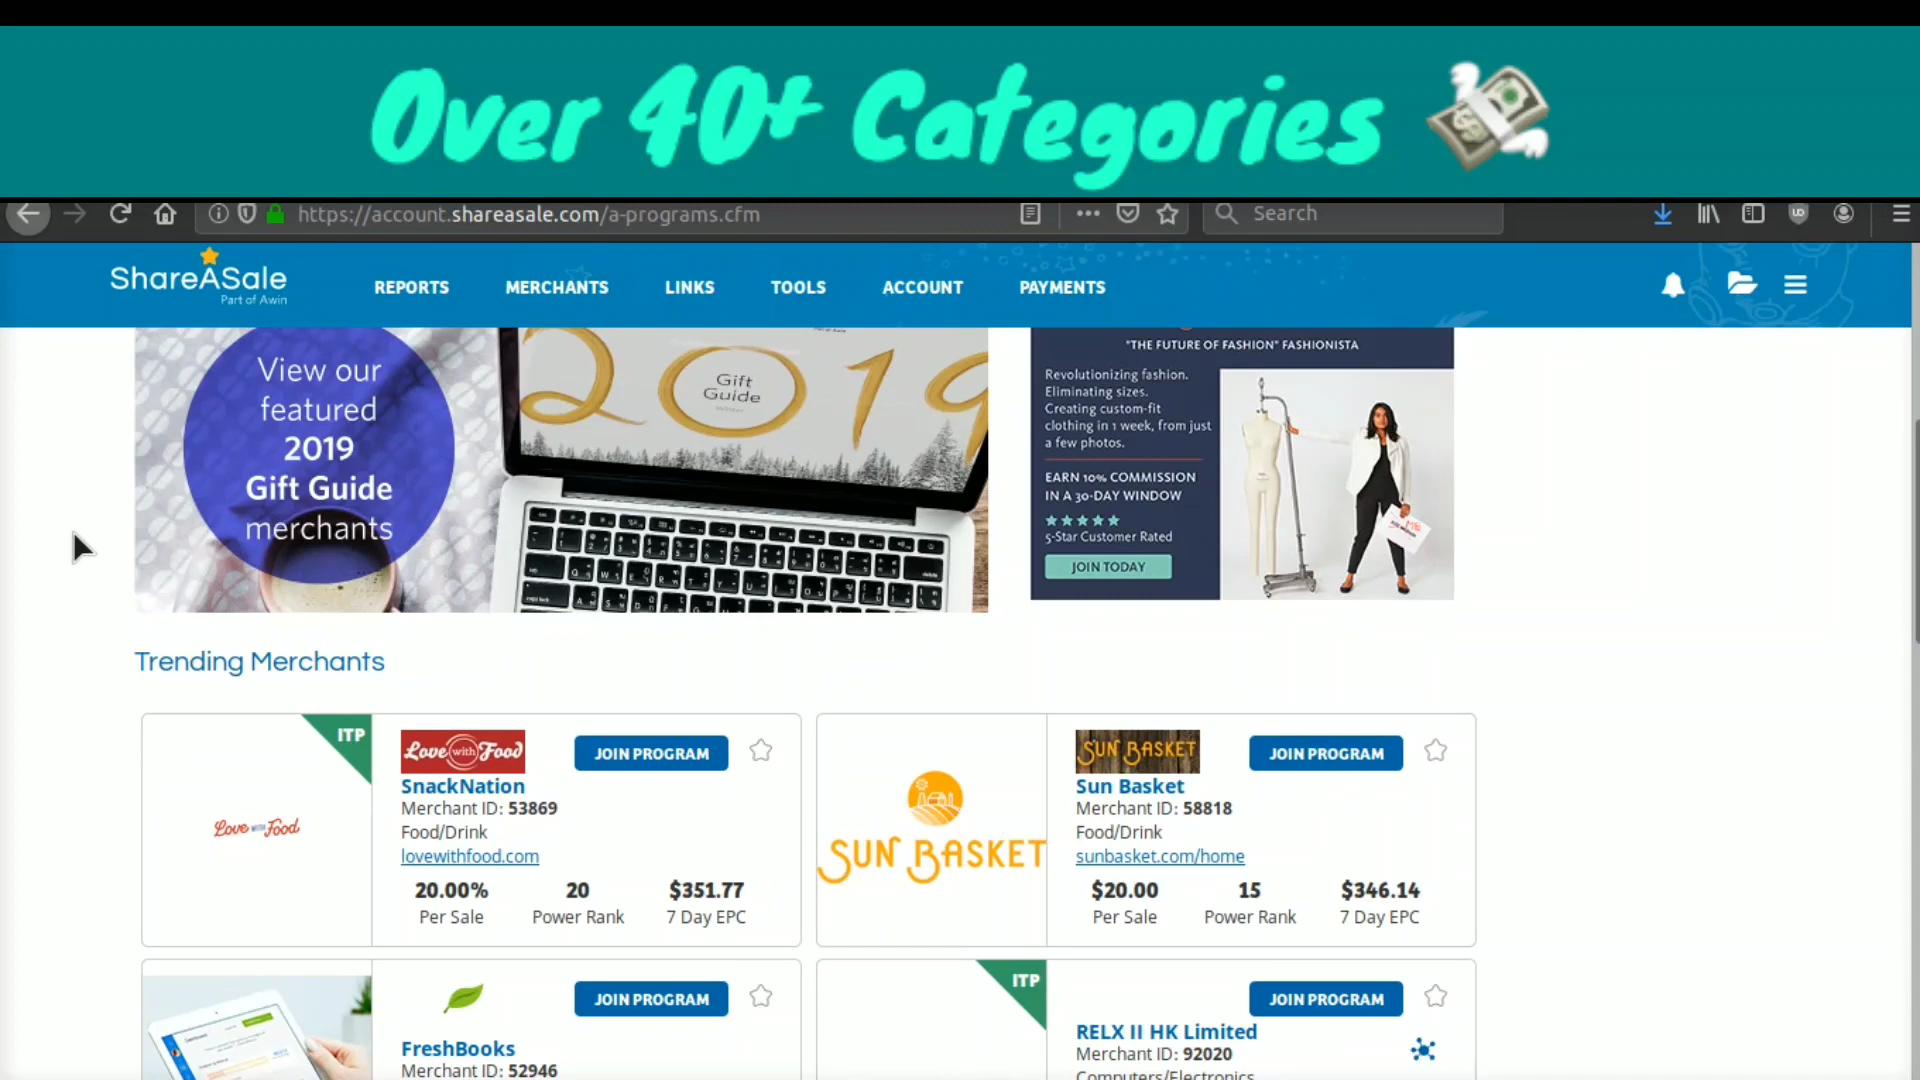 Over 40+ Categories
https://account.shareasale.com/a-programs.cfm
Search
ShareASale
Part of Awin
REPORTS
MERCHANTS
LINKS
TOOLS
ACCOUNT
PAYMENTS
View our
featured
2019
Gift Guide
merchants
2019
Gift
Guide
"THE FUTURE OF FASHION" FASHIONISTA
Revolutionizing fashion.
Eliminating sizes.
Creating custom-fit
clothing in 1 week, from just
a few photos.
EARN 10% COMMISSION
IN A 30-DAY WINDOW
5-Star Customer Rated
JOIN TODAY
Trending Merchants
ITP
Love with Food
Love with Food
JOIN PROGRAM
SnackNation
Merchant ID: 53869
Food/Drink
lovewithfood.com
20.00% 20 $351.77
Per Sale Power Rank 7 Day EPC
SUN BASKET
SUN BASKET
JOIN PROGRAM
Sun Basket
Merchant ID: 58818
Food/Drink
sunbasket.com/home
$20.00 15 $346.14
Per Sale Power Rank 7 Day EPC
JOIN PROGRAM
FreshBooks
Merchant ID: 52946
ITP
JOIN PROGRAM
RELX II HK Limited
Merchant ID: 92020
Computers/Electronics